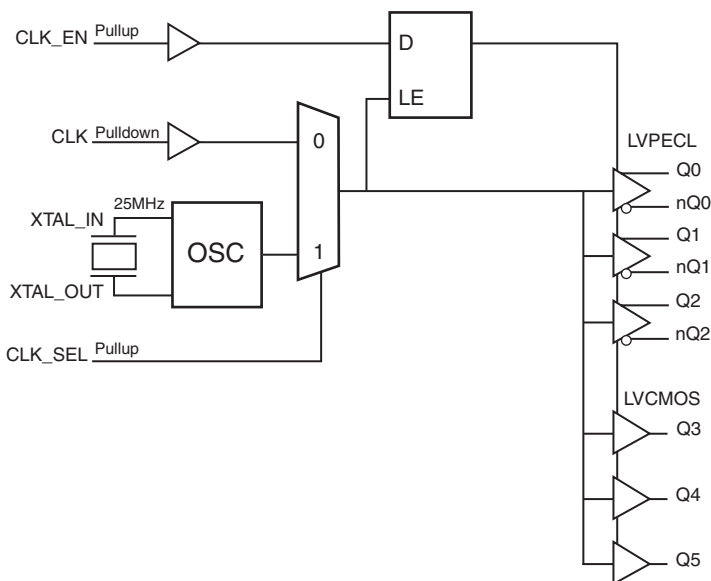 CLK_EN Pullup
D
LE
CLK Pulldown
0
LVPECL
Q0
nQ0
25MHz
XTAL_IN
OSC
1
XTAL_OUT
Q1
nQ1
Q2
nQ2
CLK_SEL Pullup
LVCMOS
Q3
Q4
Q5